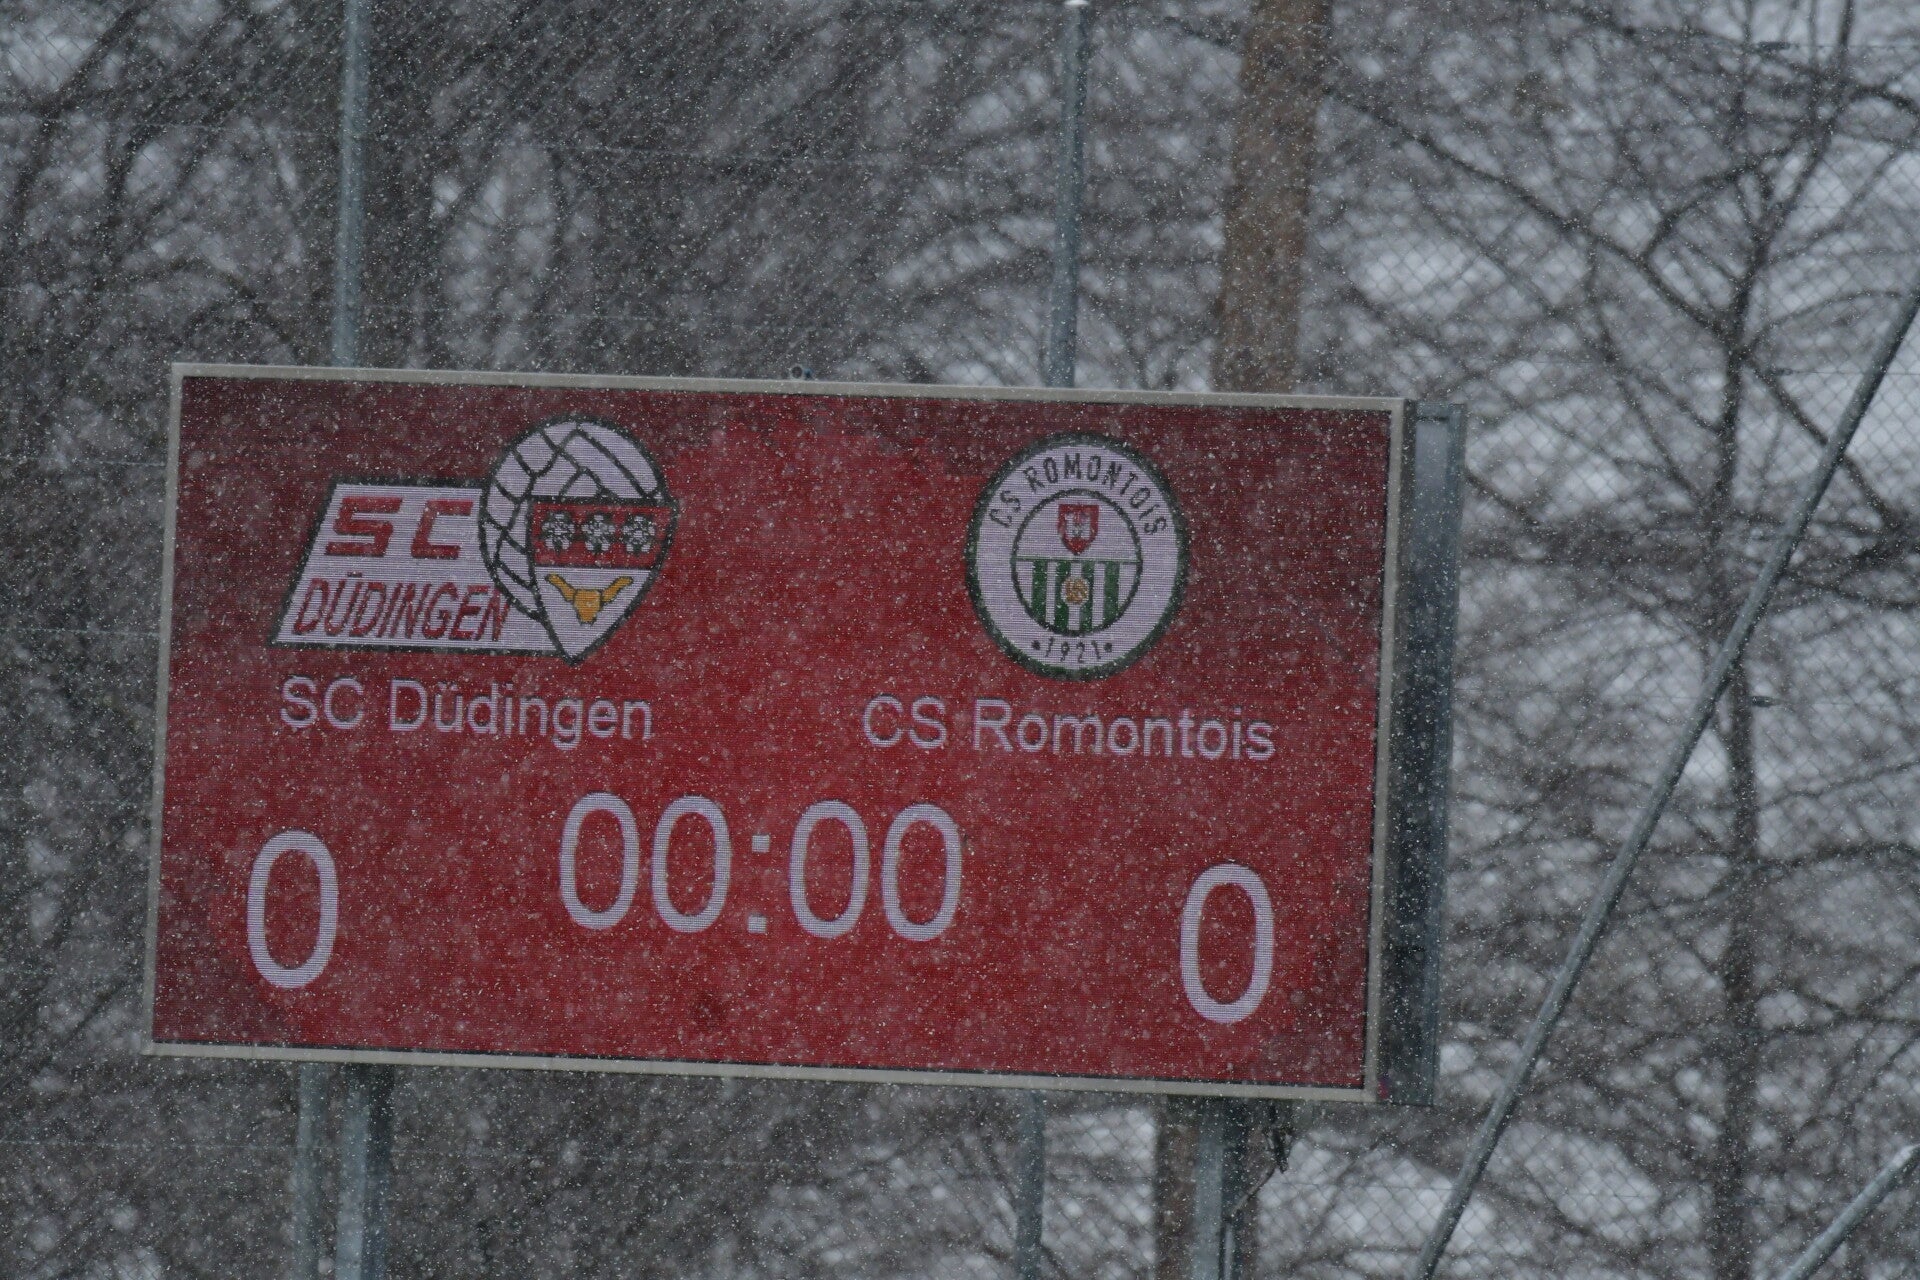 SC
DÜDINGEN
CS ROMONTOIS
•1921•
SC Düdingen
CS Romontois
0
00:00
0